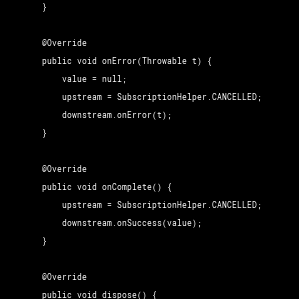 }
@Override
public void onError(Throwable t) {
value = null;
upstream = SubscriptionHelper.CANCELLED;
downstream.onError(t);
}
@Override
public void onComplete() {
upstream = SubscriptionHelper.CANCELLED;
downstream.onSuccess(value);
}
@Override
public void dispose() {